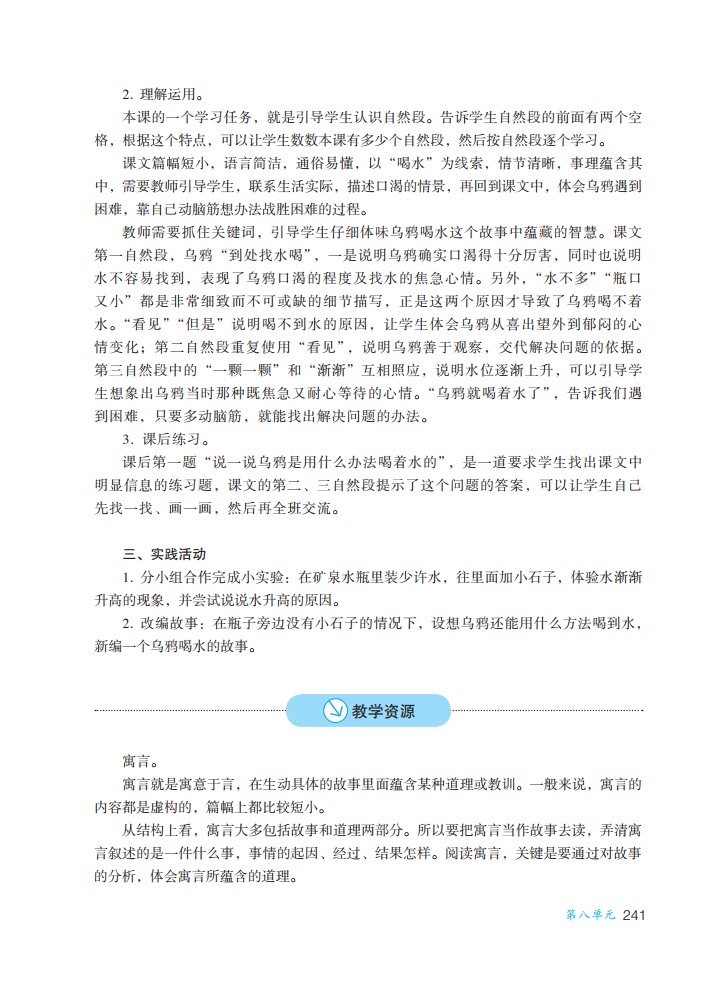 2. 理解运用。
本课的一个学习任务，就是引导学生认识自然段。告诉学生自然段的前面有两个空
格，根据这个特点，可以让学生数数本课有多少个自然段，然后按自然段逐个学习。
课文篇幅短小，语言简洁，通俗易懂，以“喝水”为线索，情节清晰，事理蕴含其
中，需要教师引导学生，联系生活实际，描述口渴的情景，再回到课文中，体会乌鸦遇到
困难，靠自己动脑筋想办法战胜困难的过程。
教师需要抓住关键词，引导学生仔细体味乌鸦喝水这个故事中蕴藏的智慧。课文
第一自然段，乌鸦“到处找水喝”，一是说明乌鸦确实口渴得十分厉害，同时也说明
水不容易找到，表现了乌鸦口渴的程度及找水的焦急心情。另外，“水不多”“瓶口
又小”都是非常细致而不可或缺的细节描写，正是这两个原因才导致了乌鸦喝不着
水。“看见”“但是”说明喝不到水的原因，让学生体会乌鸦从喜出望外到郁闷的心
情变化；第二自然段重复使用“看见”，说明乌鸦善于观察，交代解决问题的依据。
第三自然段中的“一颗一颗”和“渐渐”互相照应，说明水位逐渐上升，可以引导学
生想象出乌鸦当时那种既焦急又耐心等待的心情。“乌鸦就喝着水了”，告诉我们遇
到困难，只要多动脑筋，就能找出解决问题的办法。
3. 课后练习。
课后第一题“说一说乌鸦是用什么办法喝着水的”，是一道要求学生找出课文中
明显信息的练习题，课文的第二、三自然段提示了这个问题的答案，可以让学生自己
先找一找、画一画，然后再全班交流。
三、实践活动
1. 分小组合作完成小实验：在矿泉水瓶里装少许水，往里面加小石子，体验水渐渐
升高的现象，并尝试说说水升高的原因。
2. 改编故事：在瓶子旁边没有小石子的情况下，设想乌鸦还能用什么方法喝到水，
新编一个乌鸦喝水的故事。
教学资源
寓言。
寓言就是寓意于言，在生动具体的故事里面蕴含某种道理或教训。一般来说，寓言的
内容都是虚构的，篇幅上都比较短小。
从结构上看，寓言大多包括故事和道理两部分。所以要把寓言当作故事去读，弄清寓
言叙述的是一件什么事，事情的起因、经过、结果怎样。阅读寓言，关键是要通过对故事
的分析，体会寓言所蕴含的道理。
第八单元 241